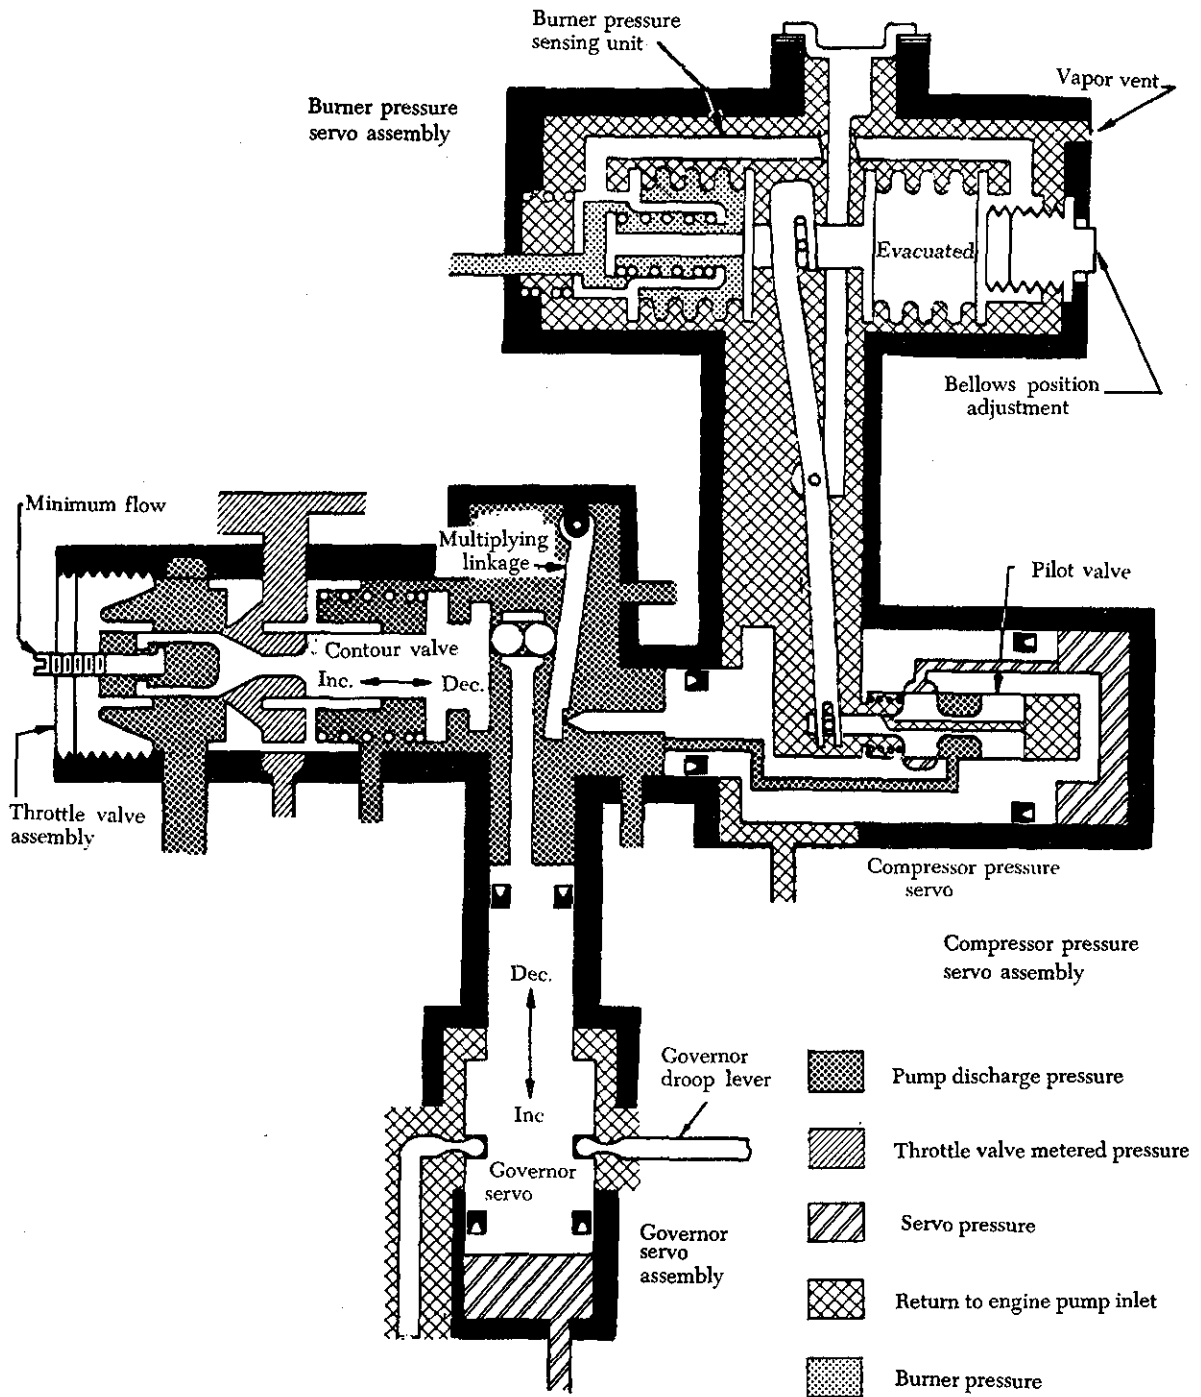 Burner pressure
sensing unit
Vapor vent
Burner pressure
servo assembly
Evacuated
Bellows position
adjustment
Minimum flow
Multiplying
linkage
Pilot valve
Contour valve
Inc.
Dec.
Throttle valve
assembly
Compressor pressure
servo
Compressor pressure
servo assembly
Dec.
Governor
droop lever
Inc
Governor
servo
Governor
servo
assembly
Pump discharge pressure
Throttle valve metered pressure
Servo pressure
Return to engine pump inlet
Burner pressure